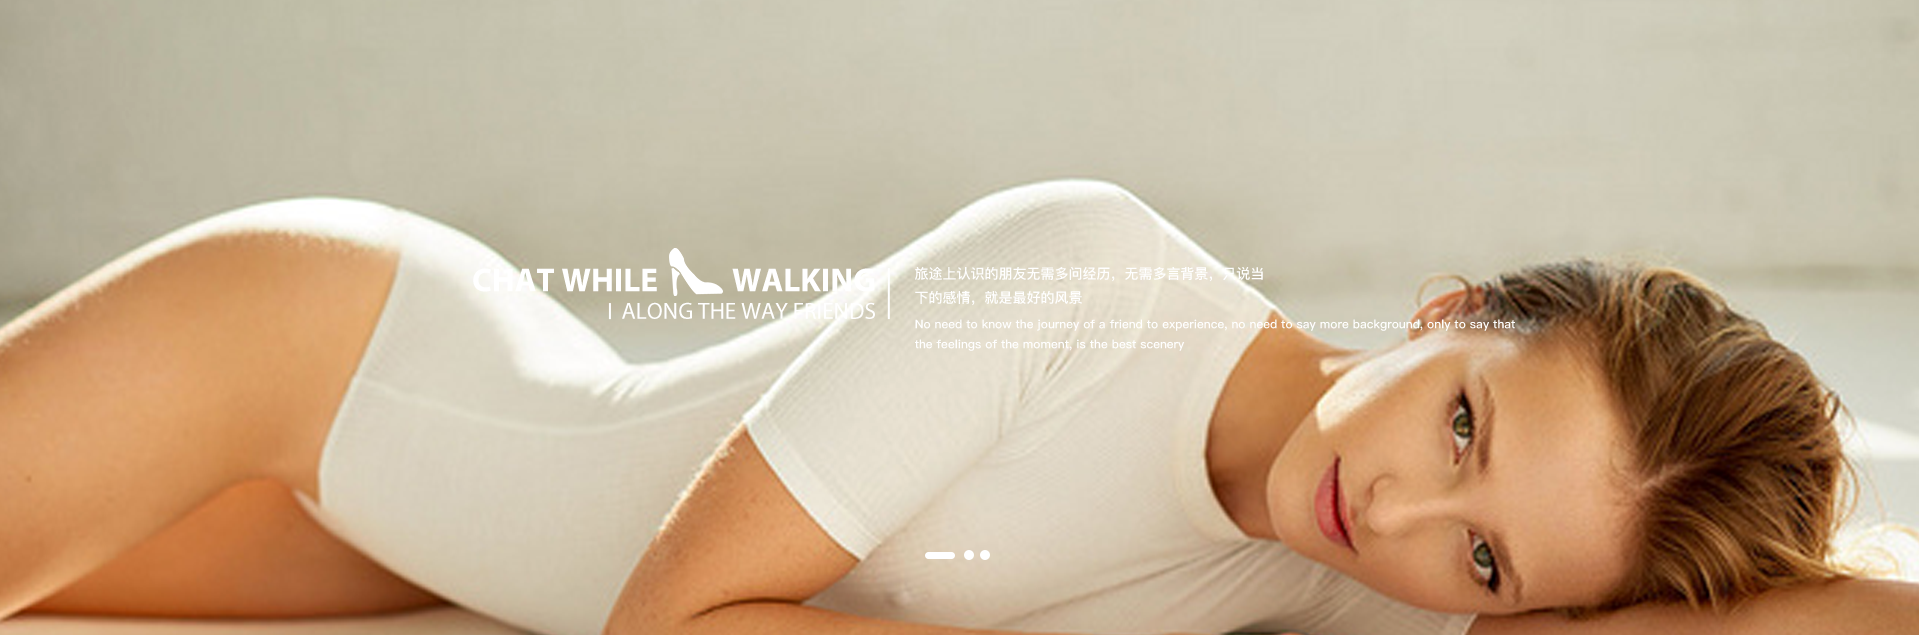 CHAT WHILE WALKING
I ALONG THE WAY FRIENDS
旅途上认识的朋友无需多问经历，无需多言背景，只说当
下的感情，就是最好的风景
No need to know the journey of a friend to experience, no need to say more background, only to say that
the feelings of the moment, is the best scenery